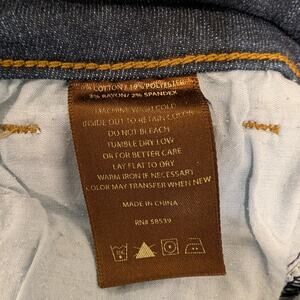 COTTON / 19% POLYESTER
RAYON / 2% SPANDEX
MACHINE WASH COLD
INSIDE OUT TO RETAIN COLOR
DO NOT BLEACH
TUMBLE DRY LOW
OR FOR BETTER CARE
LAY FLAT TO DRY
WARM IRON IF NECESSARY
COLOR MAY TRANSFER WHEN NEW
MADE IN CHINA
RN# 58539